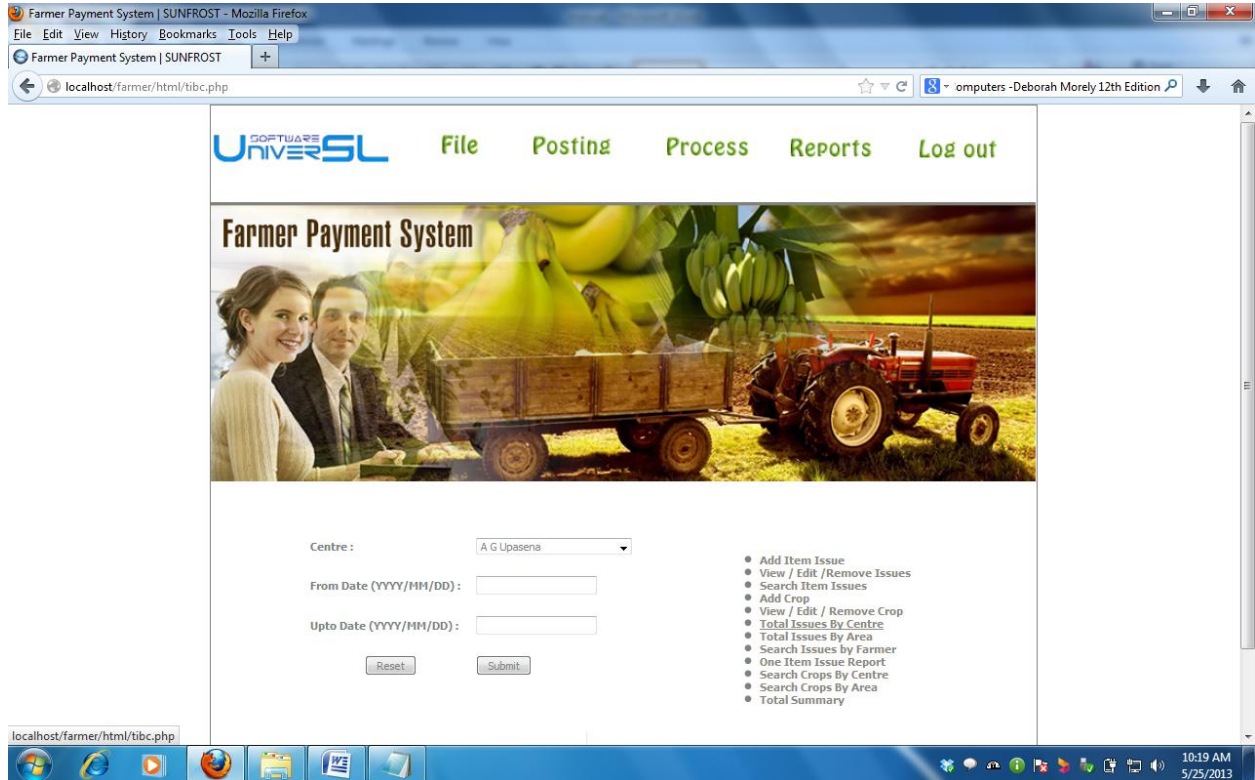 Farmer Payment System | SUNFROST - Mozilla Firefox
File Edit View History Bookmarks Tools Help
Farmer Payment System | SUNFROST +
localhost/farmer/html/tibc.php
omputers -Deborah Morely 12th Edition
SOFTWARE
UNIVERSL
File Posting Process Reports Log out
Farmer Payment System
Centre :
A G Upasena
From Date (YYYY/MM/DD) :
Upto Date (YYYY/MM/DD) :
Reset Submit
Add Item Issue
View / Edit /Remove Issues
Search Item Issues
Add Crop
View / Edit / Remove Crop
Total Issues By Centre
Total Issues By Area
Search Issues by Farmer
One Item Issue Report
Search Crops By Centre
Search Crops By Area
Total Summary
localhost/farmer/html/tibc.php
10:19 AM
5/25/2013